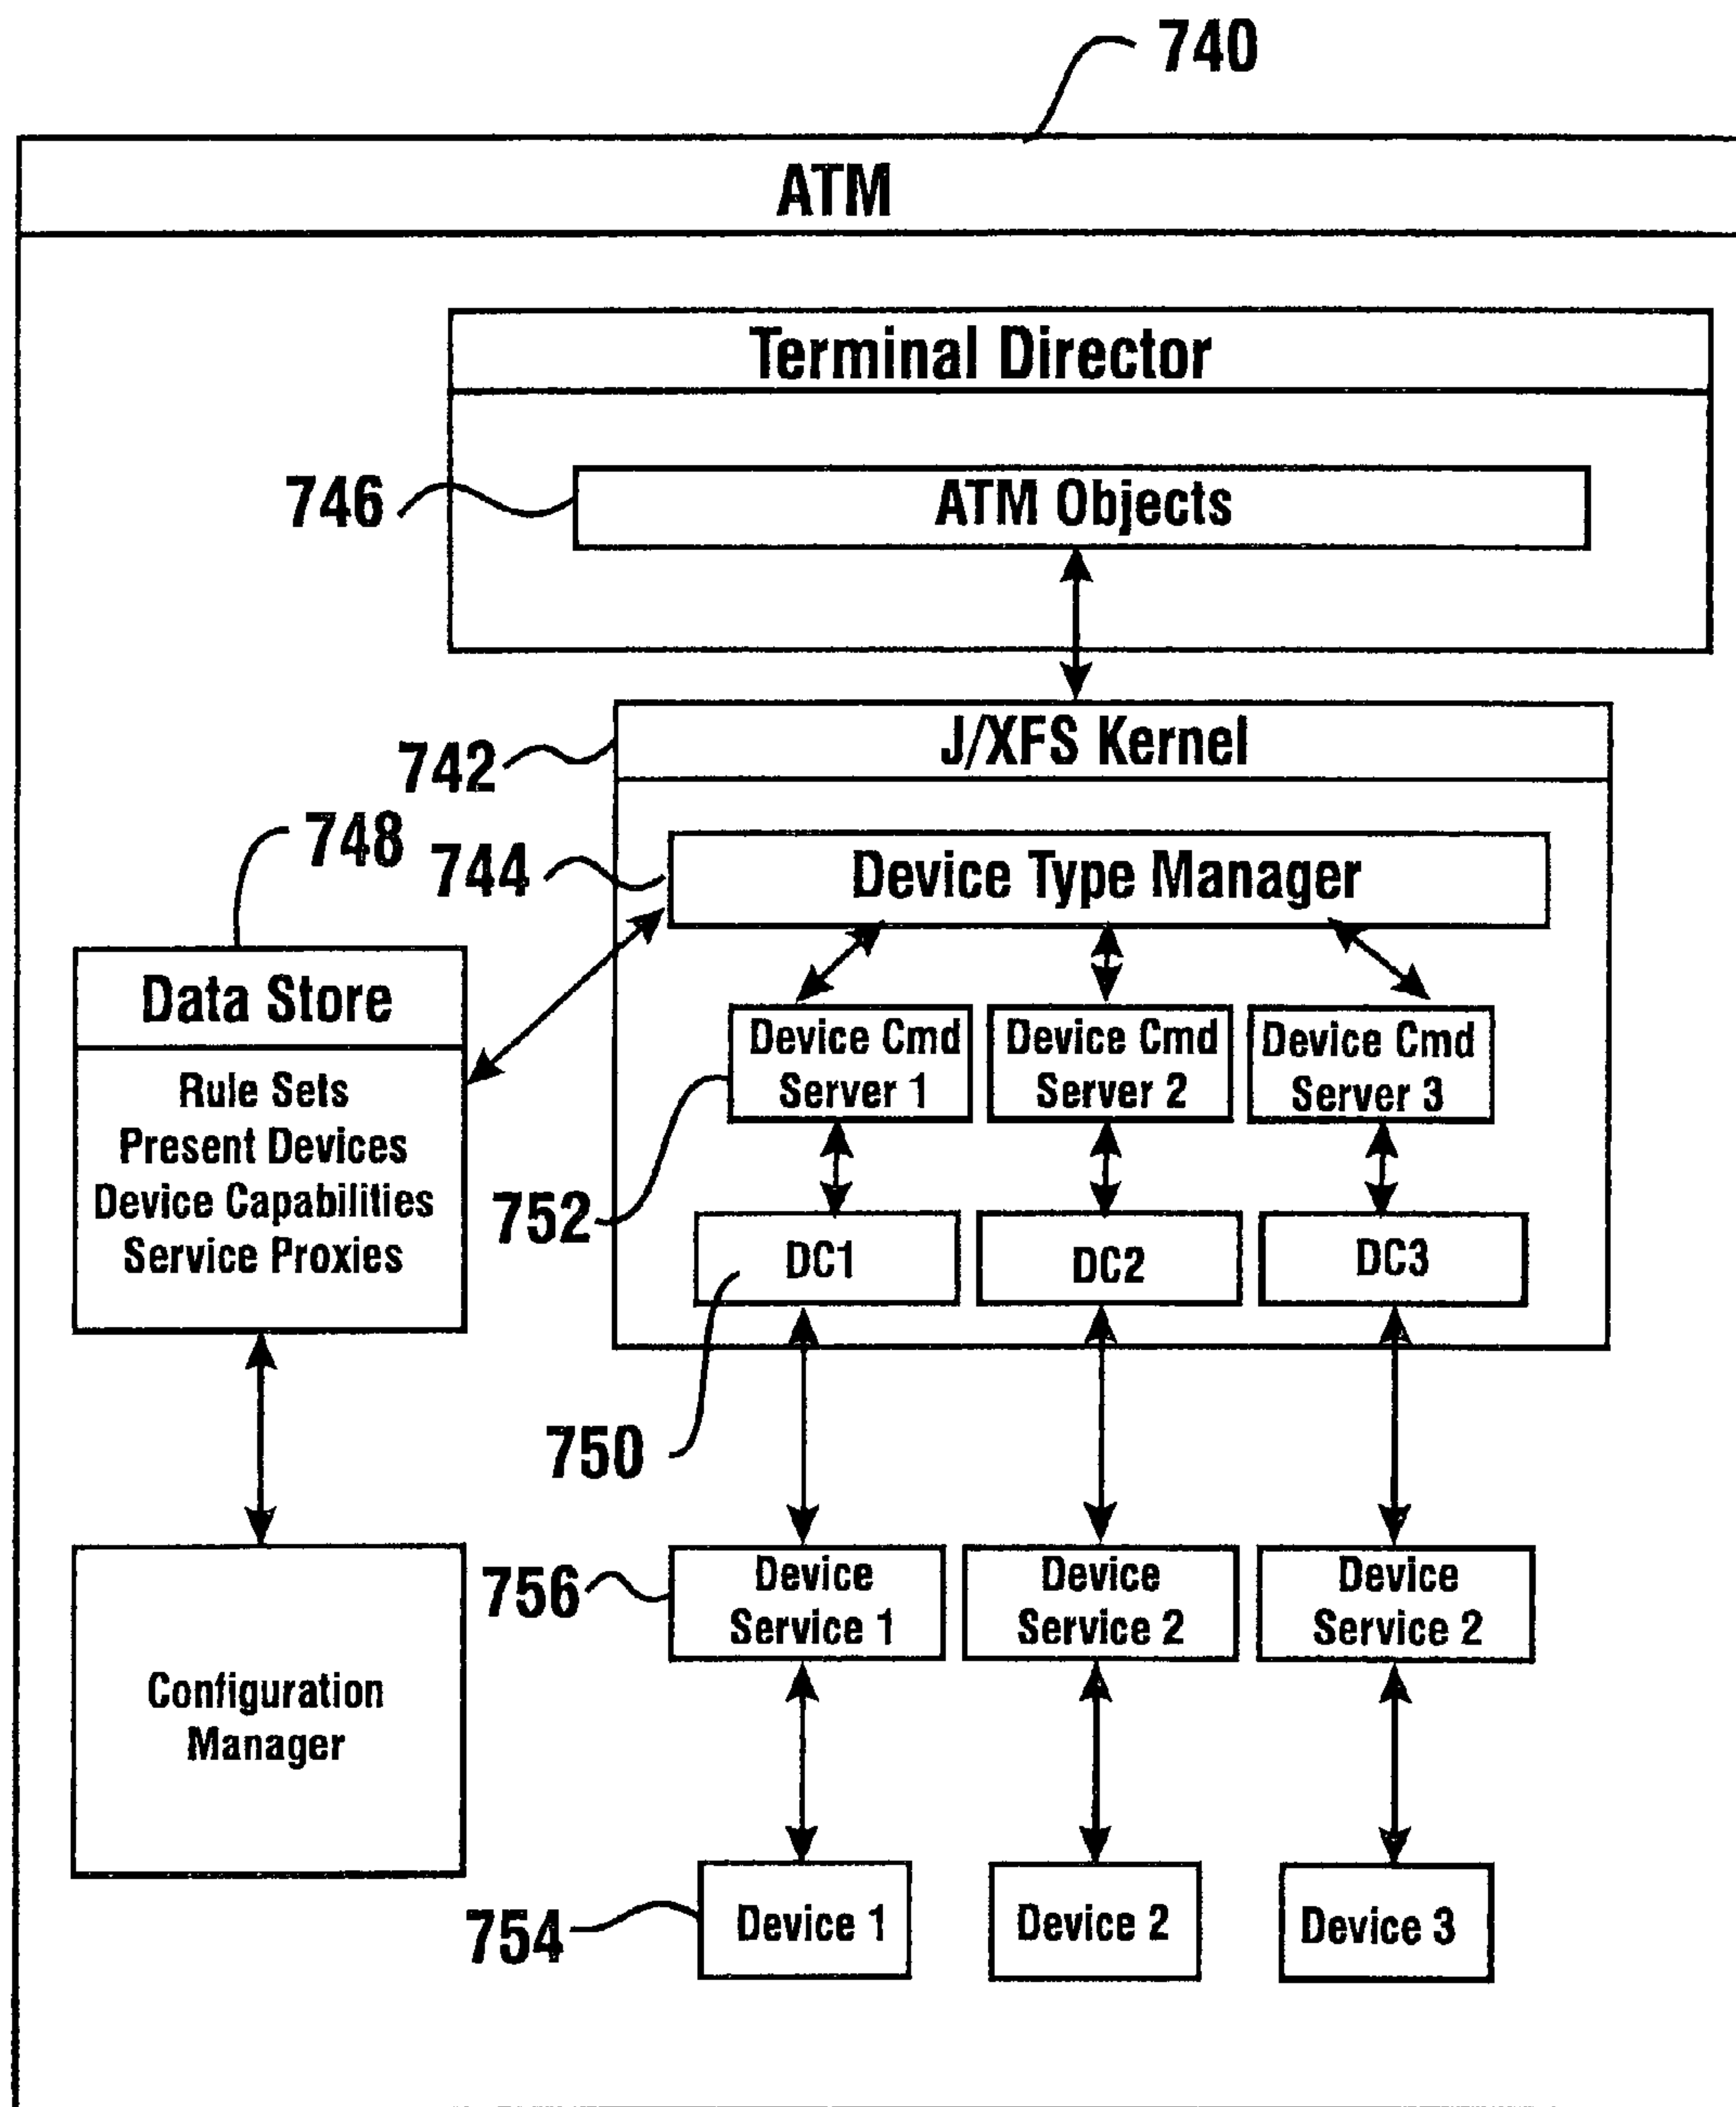 740
ATM
Terminal Director
746
ATM Objects
742
J/XFS Kernel
748
744
Device Type Manager
Data Store
Rule Sets
Present Devices
Device Capabilities
Service Proxies
Device Cmd
Server 1
Device Cmd
Server 2
Device Cmd
Server 3
752
DC1
DC2
DC3
750
756
Device
Service 1
Device
Service 2
Device
Service 2
Configuration
Manager
754
Device 1
Device 2
Device 3